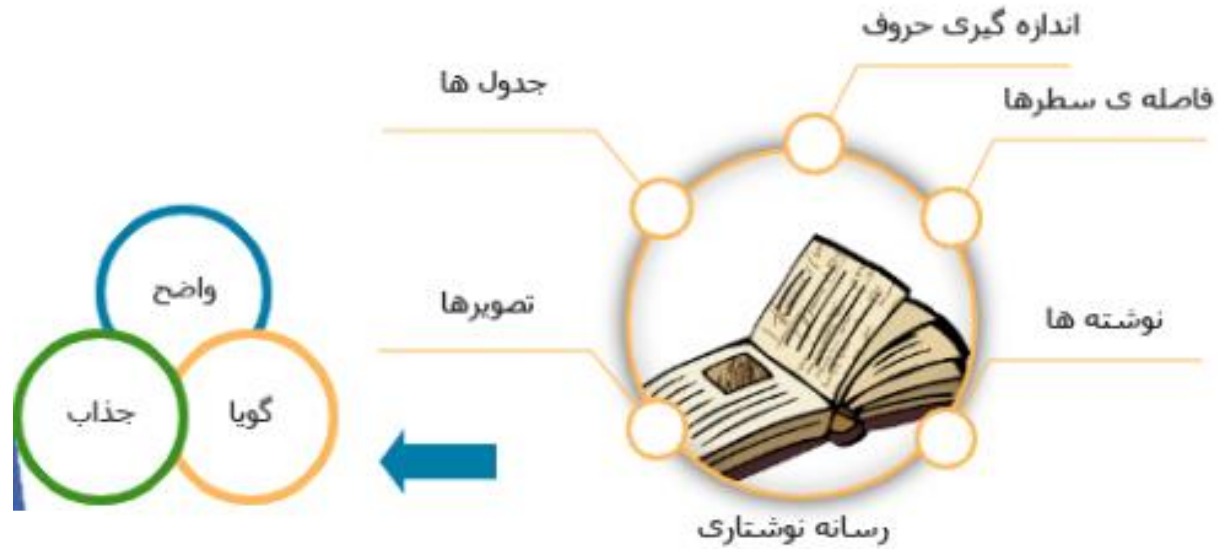 اندازه گیری حروف
فاصله ی سطرها
جدول ها
نوشته ها
تصویرها
رسانه نوشتاری
واضح
گویا
جذاب